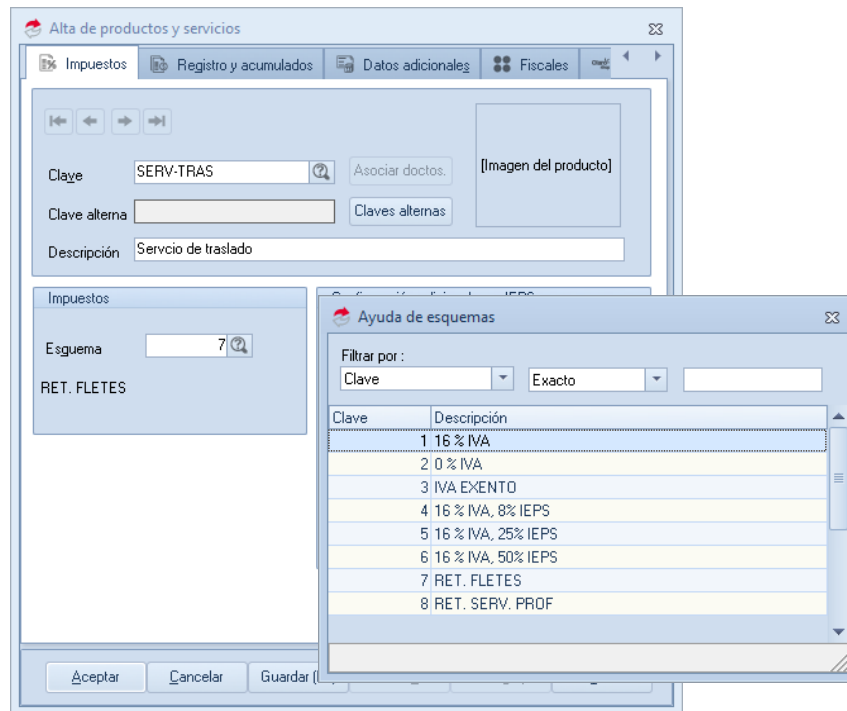 Alta de productos y servicios
Impuestos
Registro y acumulados
Datos adicionales
Fiscales
[Imagen del producto]
Clave
SERV-TRAS
Asociar doctos.
Clave alterna
Claves alternas
Descripción
Servcio de traslado
Impuestos
Esquema
7
RET. FLETES
Ayuda de esquemas
Filtrar por :
Clave
Exacto
Clave Descripción
1 16 % IVA
2 0 % IVA
3 IVA EXENTO
4 16 % IVA, 8% IEPS
5 16 % IVA, 25% IEPS
6 16 % IVA, 50% IEPS
7 RET. FLETES
8 RET. SERV. PROF
Aceptar
Cancelar
Guardar